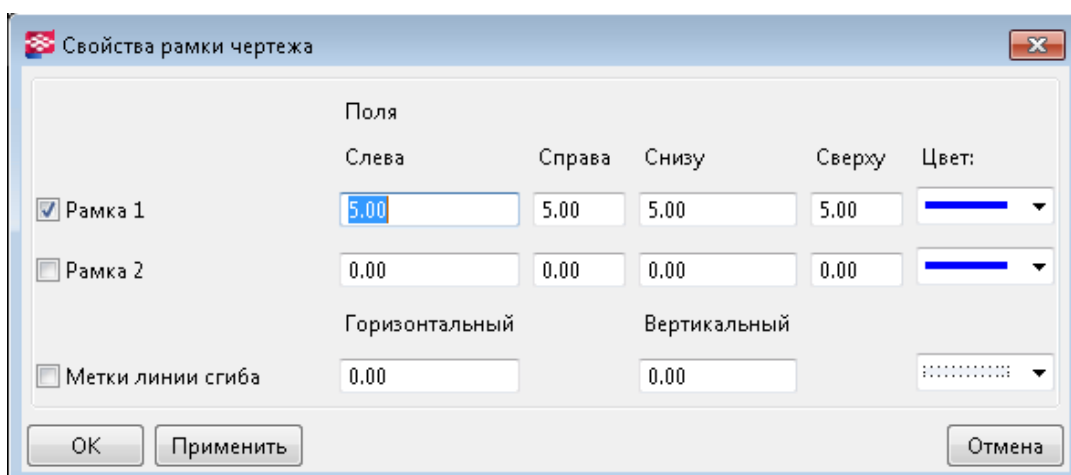 Свойства рамки чертежа
Поля
Слева Справа Снизу Сверху Цвет:
Рамка 1 5.00 5.00 5.00 5.00
Рамка 2 0.00 0.00 0.00 0.00
Горизонтальный Вертикальный
Метки линии сгиба 0.00 0.00
OK Применить Отмена